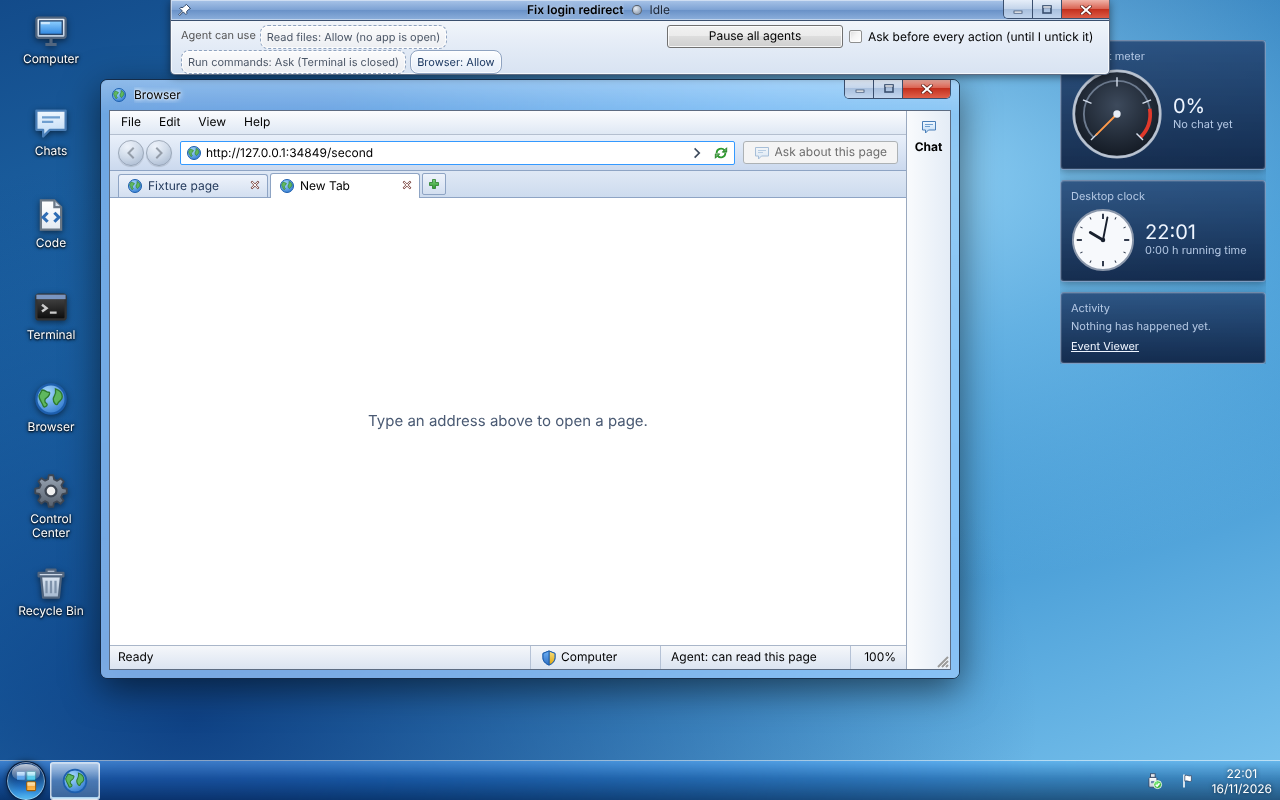 Fix login redirect Idle
Agent can use Read files: Allow (no app is open)
Run commands: Ask (Terminal is closed) Browser: Allow
Pause all agents
Ask before every action (until I untick it)
Computer
Chats
Code
Terminal
Browser
Control
Center
Recycle Bin
Browser
File Edit View Help
http://127.0.0.1:34849/second
Ask about this page
Fixture page
New Tab
Type an address above to open a page.
Ready
Computer
Agent: can read this page
100%
Chat
meter
0%
No chat yet
Desktop clock
22:01
0:00 h running time
Activity
Nothing has happened yet.
Event Viewer
22:01
16/11/2026